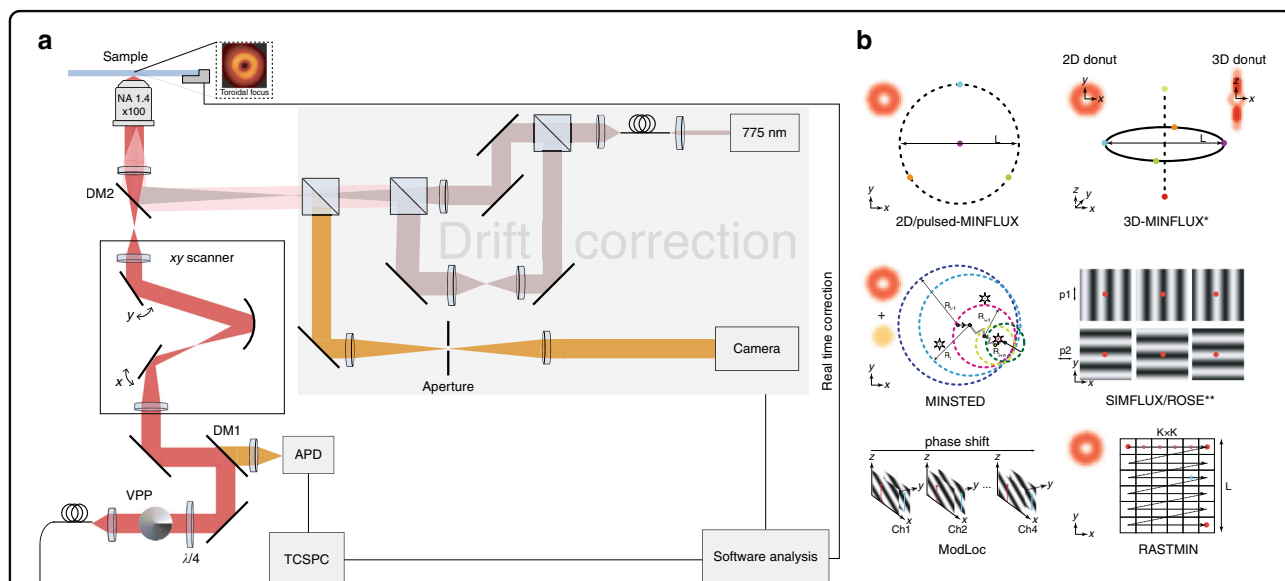 a
Sample
Toroidal focus
NA 1.4
x100
DM2
xy scanner
y
x
DM1
APD
VPP
λ/4
TCSPC
775 nm
Drift correction
Camera
Aperture
Real time correction
Software analysis
b
2D donut
3D donut
y
x
z
x
L
L
y
x
z
y
x
2D/pulsed-MINFLUX
3D-MINFLUX*
+
R
R
R
R
y
x
MINSTED
p1
p2
y
x
SIMFLUX/ROSE**
phase shift
z
z
z
y
y ...
y
x
x
x
Ch1
Ch2
Ch4
ModLoc
K×K
L
y
x
RASTMIN